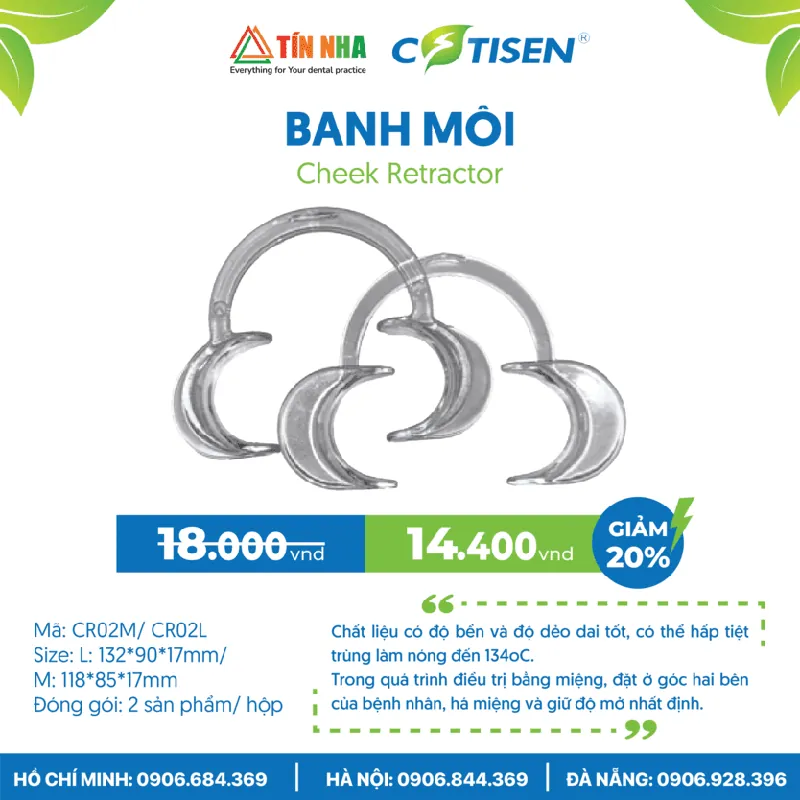 TÍN NHA
Everything for Your dental practice
COTISEN®
BANH MÔI
Cheek Retractor
18.000 vnd
14.400 vnd
GIẢM
20%
Mã: CR02M/ CR02L
Size: L: 132*90*17mm/
M: 118*85*17mm
Đóng gói: 2 sản phẩm/ hộp
Chất liệu có độ bền và độ dẻo dai tốt, có thể hấp tiệt
trùng làm nóng đến 134oC.
Trong quá trình điều trị bằng miệng, đặt ở góc hai bên
của bệnh nhân, há miệng và giữ độ mở nhất định.
HỒ CHÍ MINH: 0906.684.369 | HÀ NỘI: 0906.844.369 | ĐÀ NẴNG: 0906.928.396